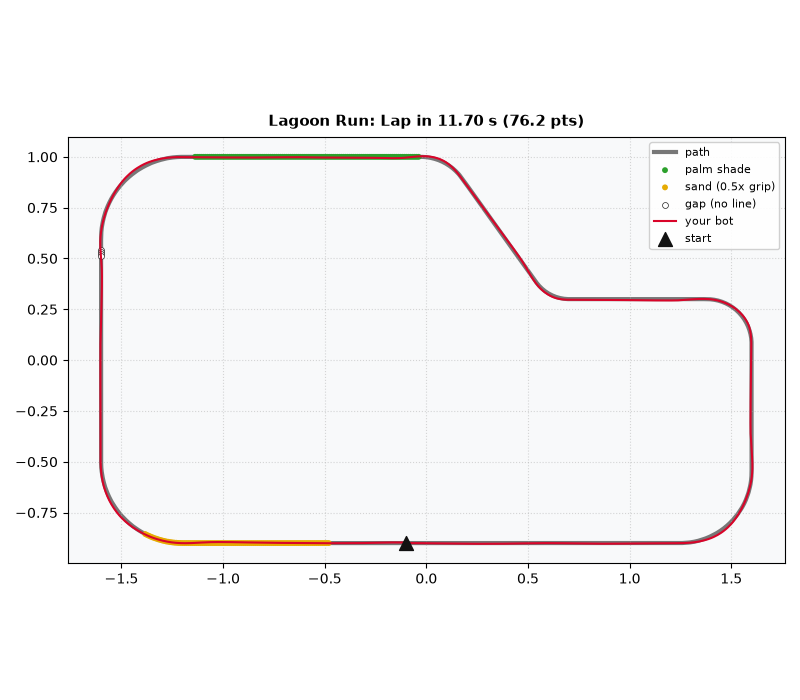 Lagoon Run: Lap in 11.70 s (76.2 pts)
path
palm shade
sand (0.5x grip)
gap (no line)
your bot
start
1.00
0.75
0.50
0.25
0.00
−0.25
−0.50
−0.75
−1.5 −1.0 −0.5 0.0 0.5 1.0 1.5